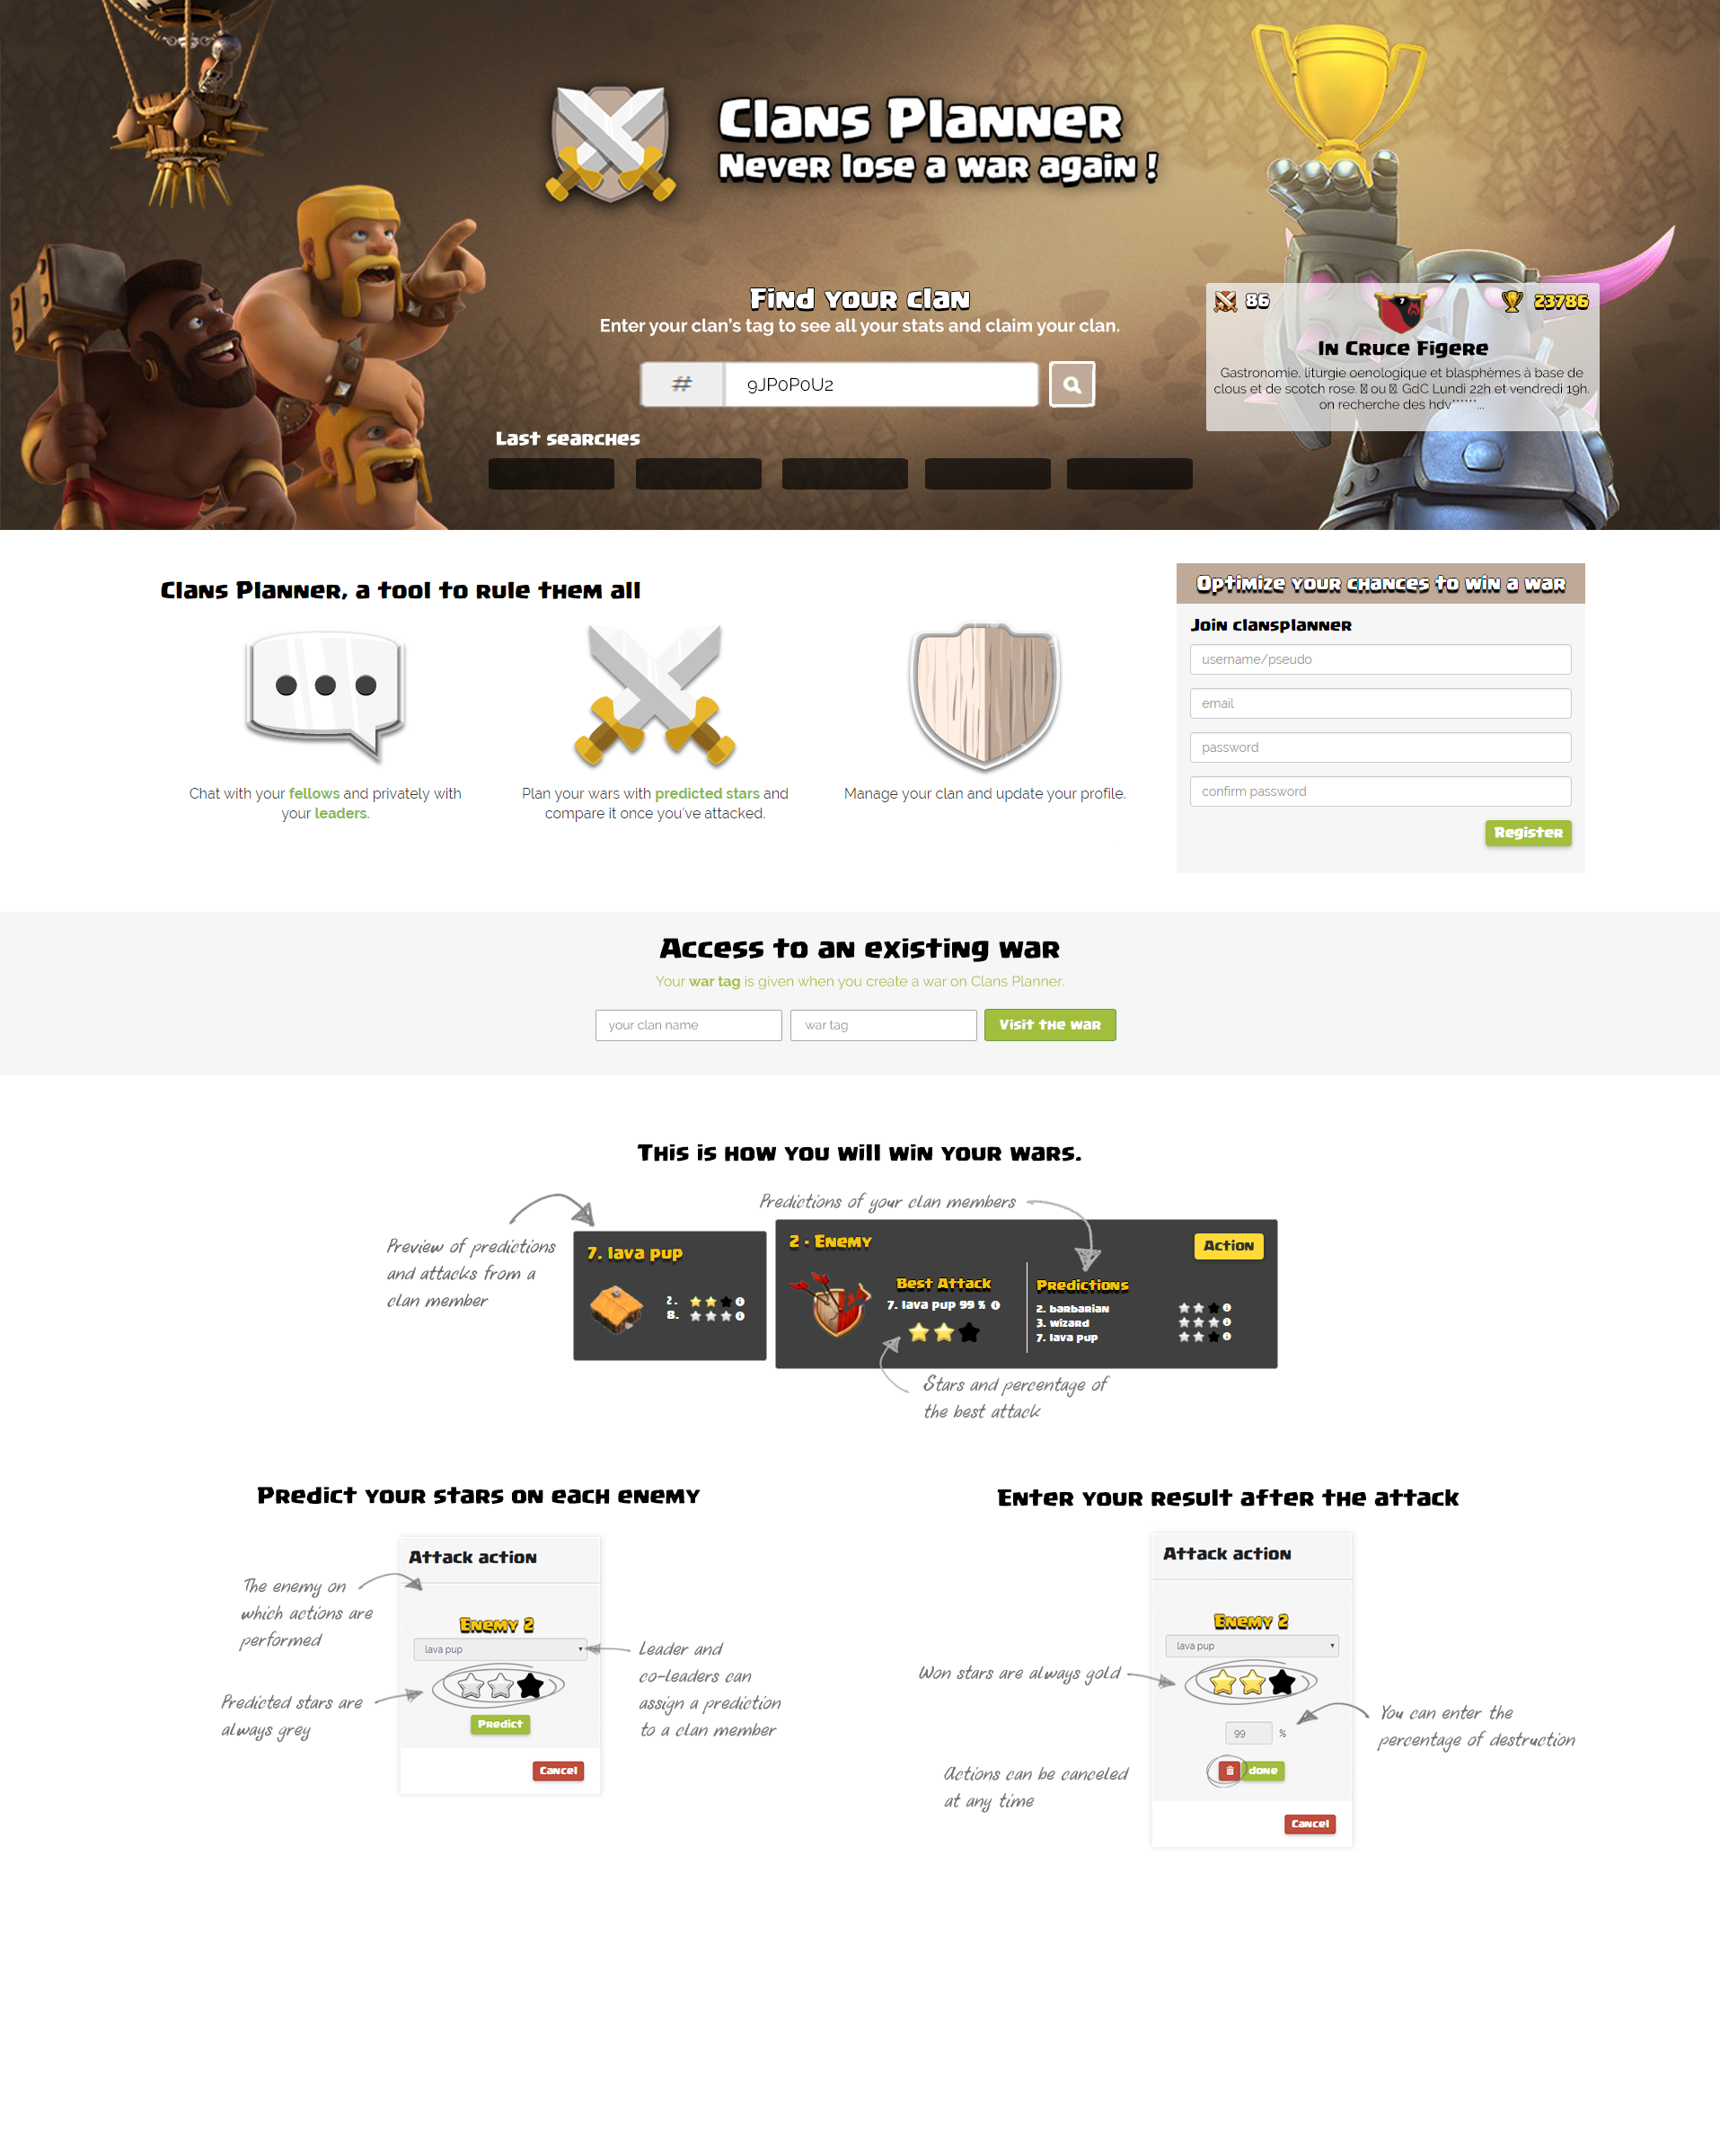 Clans Planner
Never lose a war again !
Find your clan
Enter your clan's tag to see all your stats and claim your clan.
# 9JP0P0U2
Last searches
86
7
23786
In Cruce Figere
Gastronomie, liturgie oenologique et blasphèmes à base de
clous et de scotch rose. ou GdC Lundi 22h et vendredi 19h.
on recherche des hdv******...
Clans Planner, a tool to rule them all
Chat with your fellows and privately with
your leaders.
Plan your wars with predicted stars and
compare it once you've attacked.
Manage your clan and update your profile.
Optimize your chances to win a war
Join clansplanner
username/pseudo
email
password
confirm password
Register
Access to an existing war
Your war tag is given when you create a war on Clans Planner.
your clan name
war tag
Visit the war
This is how you will win your wars.
Preview of predictions
and attacks from a
clan member
7. lava pup
2.
8.
Predictions of your clan members
2 - Enemy
Action
Best Attack
7. lava pup 99 %
Predictions
2. barbarian
3. wizard
7. lava pup
Stars and percentage of
the best attack
Predict your stars on each enemy
Attack action
The enemy on
which actions are
performed
Enemy 2
lava pup
Leader and
co-leaders can
assign a prediction
to a clan member
Predicted stars are
always grey
Predict
Cancel
Enter your result after the attack
Attack action
Enemy 2
lava pup
Won stars are always gold
You can enter the
percentage of destruction
99 %
Actions can be canceled
at any time
done
Cancel